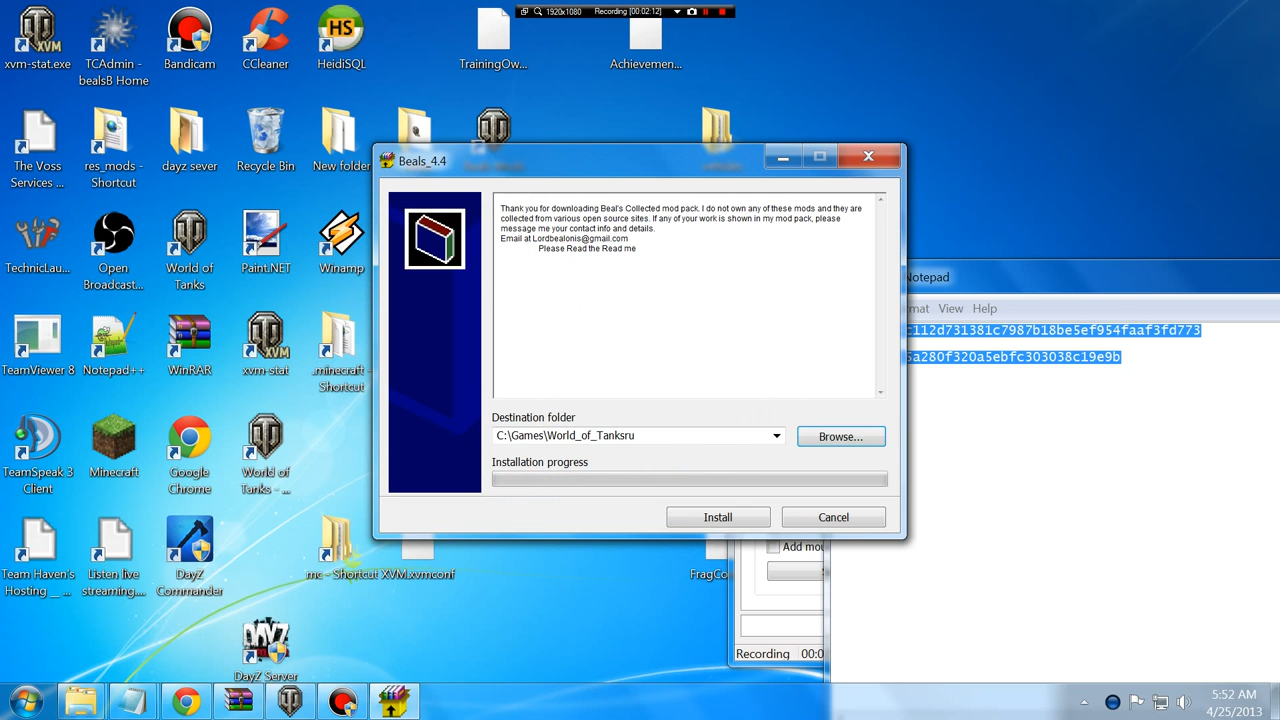 1920x1080 Recording [00:02:12]
xvm-stat.exe
TCAdmin -
bealsB Home
Bandicam
CCleaner
HS
HeidiSQL
TrainingOw...
Achievemen...
The Voss
Services ...
res_mods -
Shortcut
dayz sever
Recycle Bin
New folder
Beals_4.4
Thank you for downloading Beal's Collected mod pack. I do not own any of these mods and they are
collected from various open source sites. If any of your work is shown in my mod pack, please
message me your contact info and details.
Email at Lordbealonis@gmail.com
Please Read the Read me
TechnicLau...
Open
Broadcast...
World of
Tanks
Paint.NET
Winamp
Notepad
mat View Help
c112d731381c7987b18be5ef954faaf3fd773
5a280f320a5ebfc303038c19e9b
TeamViewer 8
Notepad++
WinRAR
xvm-stat
.minecraft -
Shortcut
Destination folder
C:\Games\World_of_Tanksru
Browse...
Installation progress
Install
Cancel
TeamSpeak 3
Client
Minecraft
Google
Chrome
World of
Tanks - ...
Team Haven's
Hosting __ ...
Listen live
streaming....
DayZ
Commander
mc - Shortcut
XVM.xvmconf
FragCo
Add mou
DAYZ
DayZ Server
Recording 00:0
5:52 AM
4/25/2013